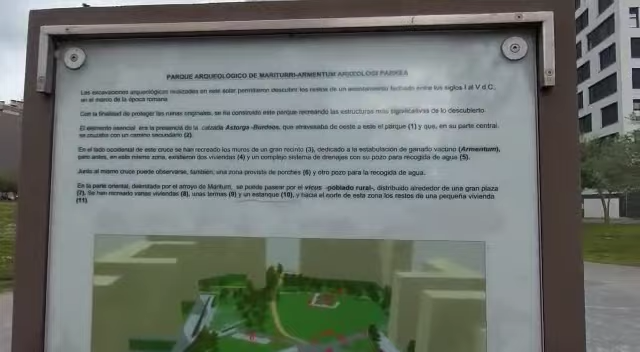 PARQUE ARQUEOLÓGICO DE MARITURRI-ARMENTUM ARKEOLOGI PARKEA
Las excavaciones arqueológicas realizadas en este solar permitieron descubrir los restos de un asentamiento fechado entre los siglos I al V d.C.,
en el marco de la época romana.
Con la finalidad de proteger las ruinas originales, se ha construido este parque recreando las estructuras más significativas de lo descubierto.
El elemento esencial era la presencia de la calzada Astorga-Burdeos, que atravesaba de oeste a este el parque (1) y que, en su parte central,
se cruzaba con un camino secundario (2).
En el lado occidental de este cruce se han recreado los muros de un gran recinto (3), dedicado a la estabulación de ganado vacuno (Armentum),
pero antes, en este mismo zona, existieron dos viviendas (4) y un complejo sistema de drenajes con su pozo para recogida de agua (5).
Junto al mismo cruce puede observarse, también, una zona provista de porches (6) y otro pozo para la recogida de agua.
En la parte oriental, delimitada por el arroyo de Mariturri, se puede pasear por el vicus -poblado rural-, distribuido alrededor de una gran plaza
(7). Se han recreado varias viviendas (8), unas termas (9) y un estanque (10), y hacia el norte de esta zona los restos de una pequeña vivienda
(11).